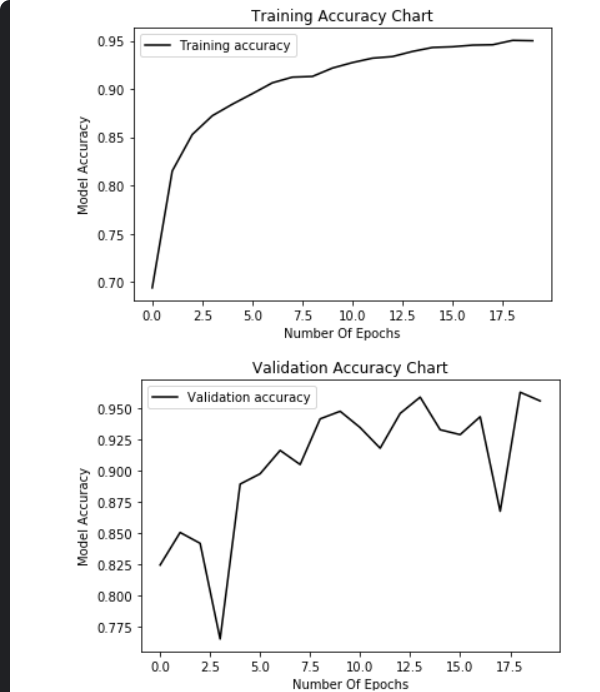 Training Accuracy Chart
Training accuracy
Model Accuracy
0.95
0.90
0.85
0.80
0.75
0.70
0.0 2.5 5.0 7.5 10.0 12.5 15.0 17.5
Number Of Epochs
Validation Accuracy Chart
Validation accuracy
Model Accuracy
0.950
0.925
0.900
0.875
0.850
0.825
0.800
0.775
0.0 2.5 5.0 7.5 10.0 12.5 15.0 17.5
Number Of Epochs